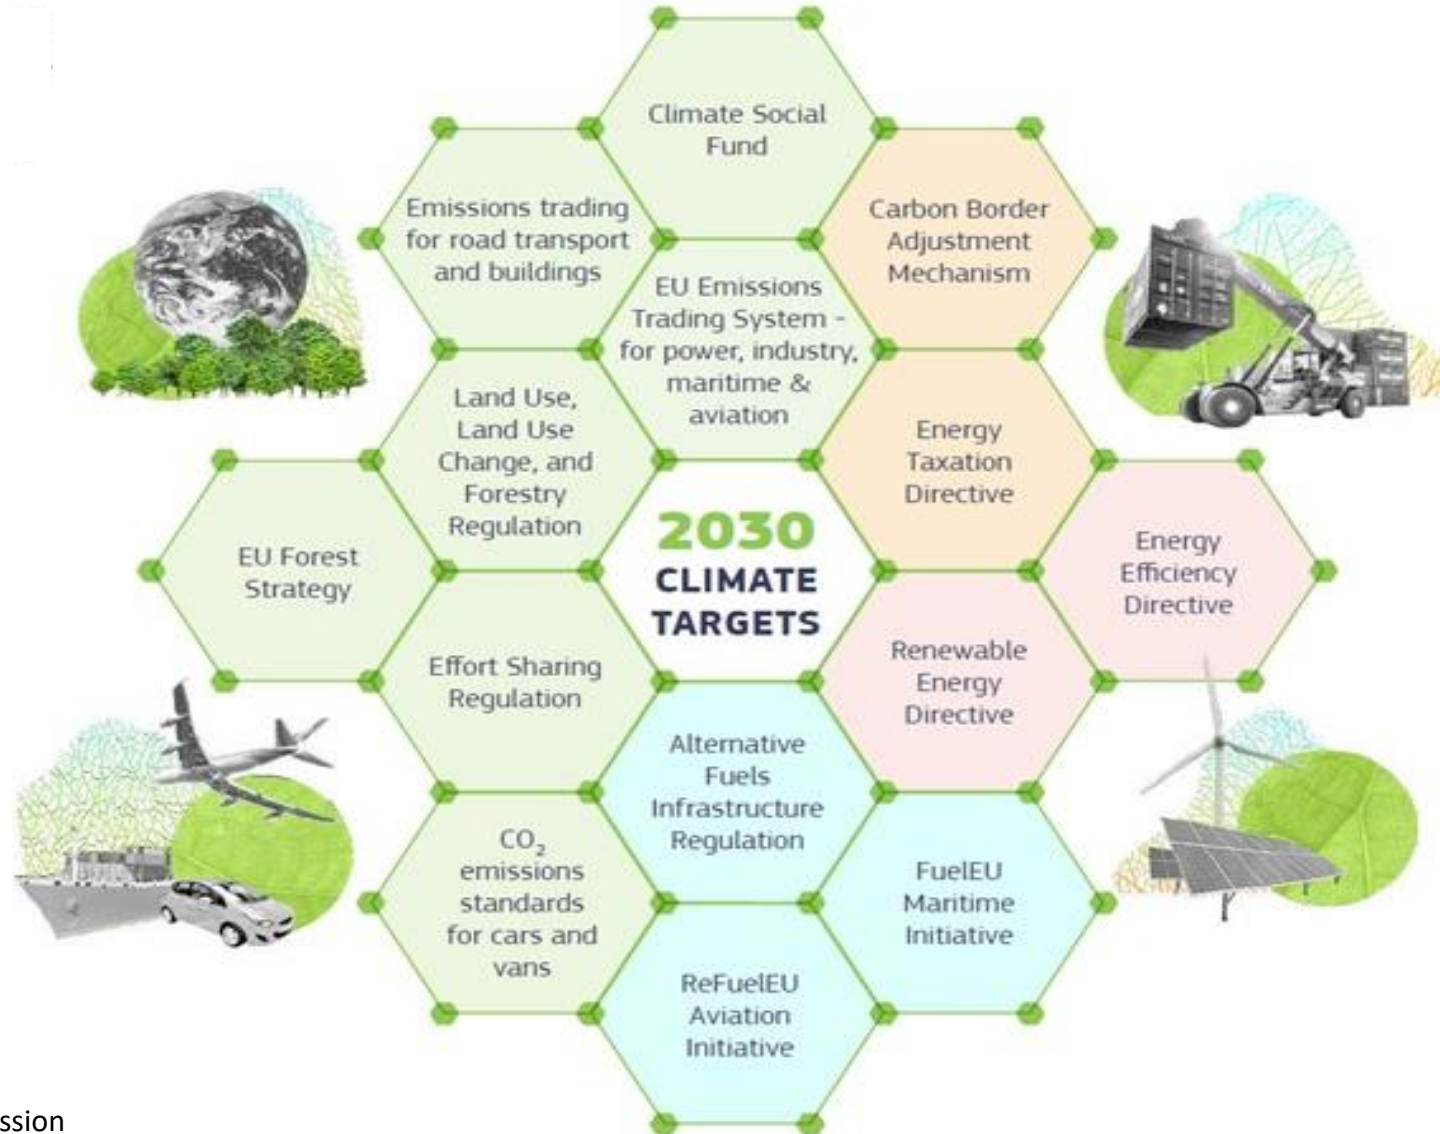 Climate Social
Fund
Emissions trading
for road transport
and buildings
Carbon Border
Adjustment
Mechanism
EU Emissions
Trading System -
for power, industry,
maritime &
aviation
Land Use,
Land Use
Change, and
Forestry
Regulation
Energy
Taxation
Directive
EU Forest
Strategy
2030
CLIMATE
TARGETS
Energy
Efficiency
Directive
Effort Sharing
Regulation
Renewable
Energy
Directive
Alternative
Fuels
Infrastructure
Regulation
CO₂
emissions
standards
for cars and
vans
FuelEU
Maritime
Initiative
ReFuelEU
Aviation
Initiative
ssion